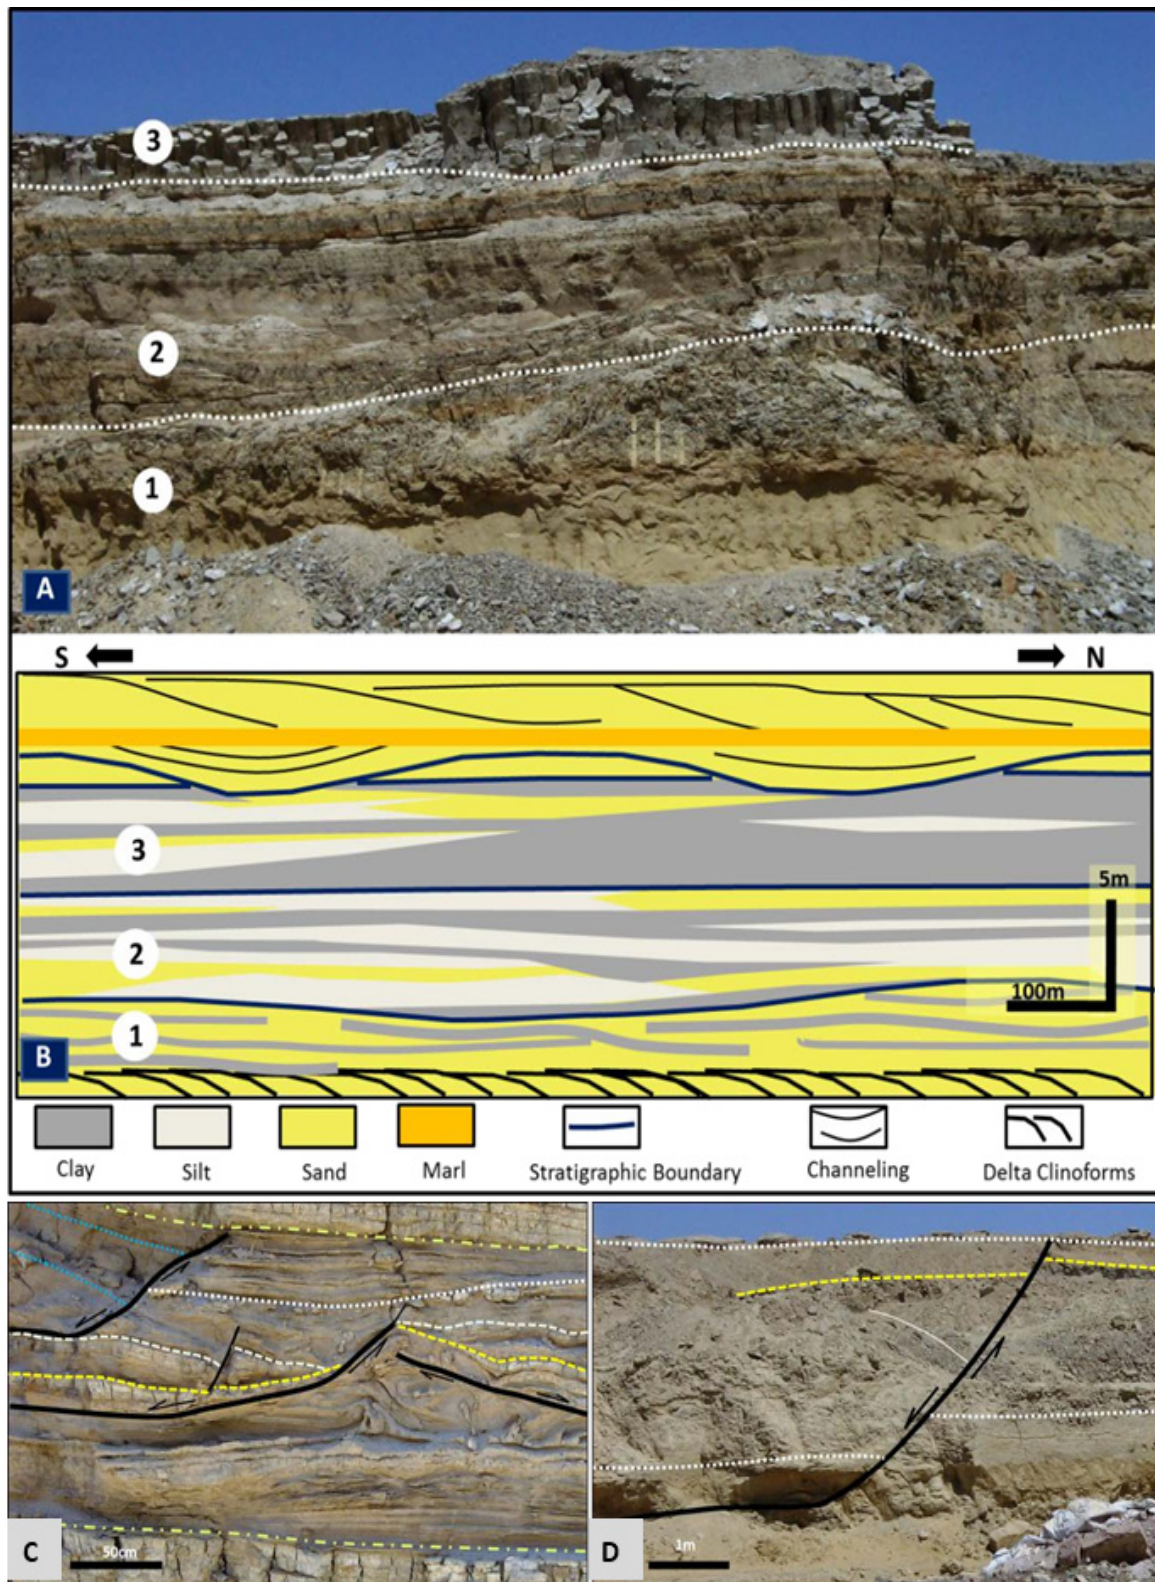 3
2
1
A
S N
3
5m
2
100m
1
B
Clay Silt Sand Marl Stratigraphic Boundary Channeling Delta Clinoforms
C 50cm
D 1m